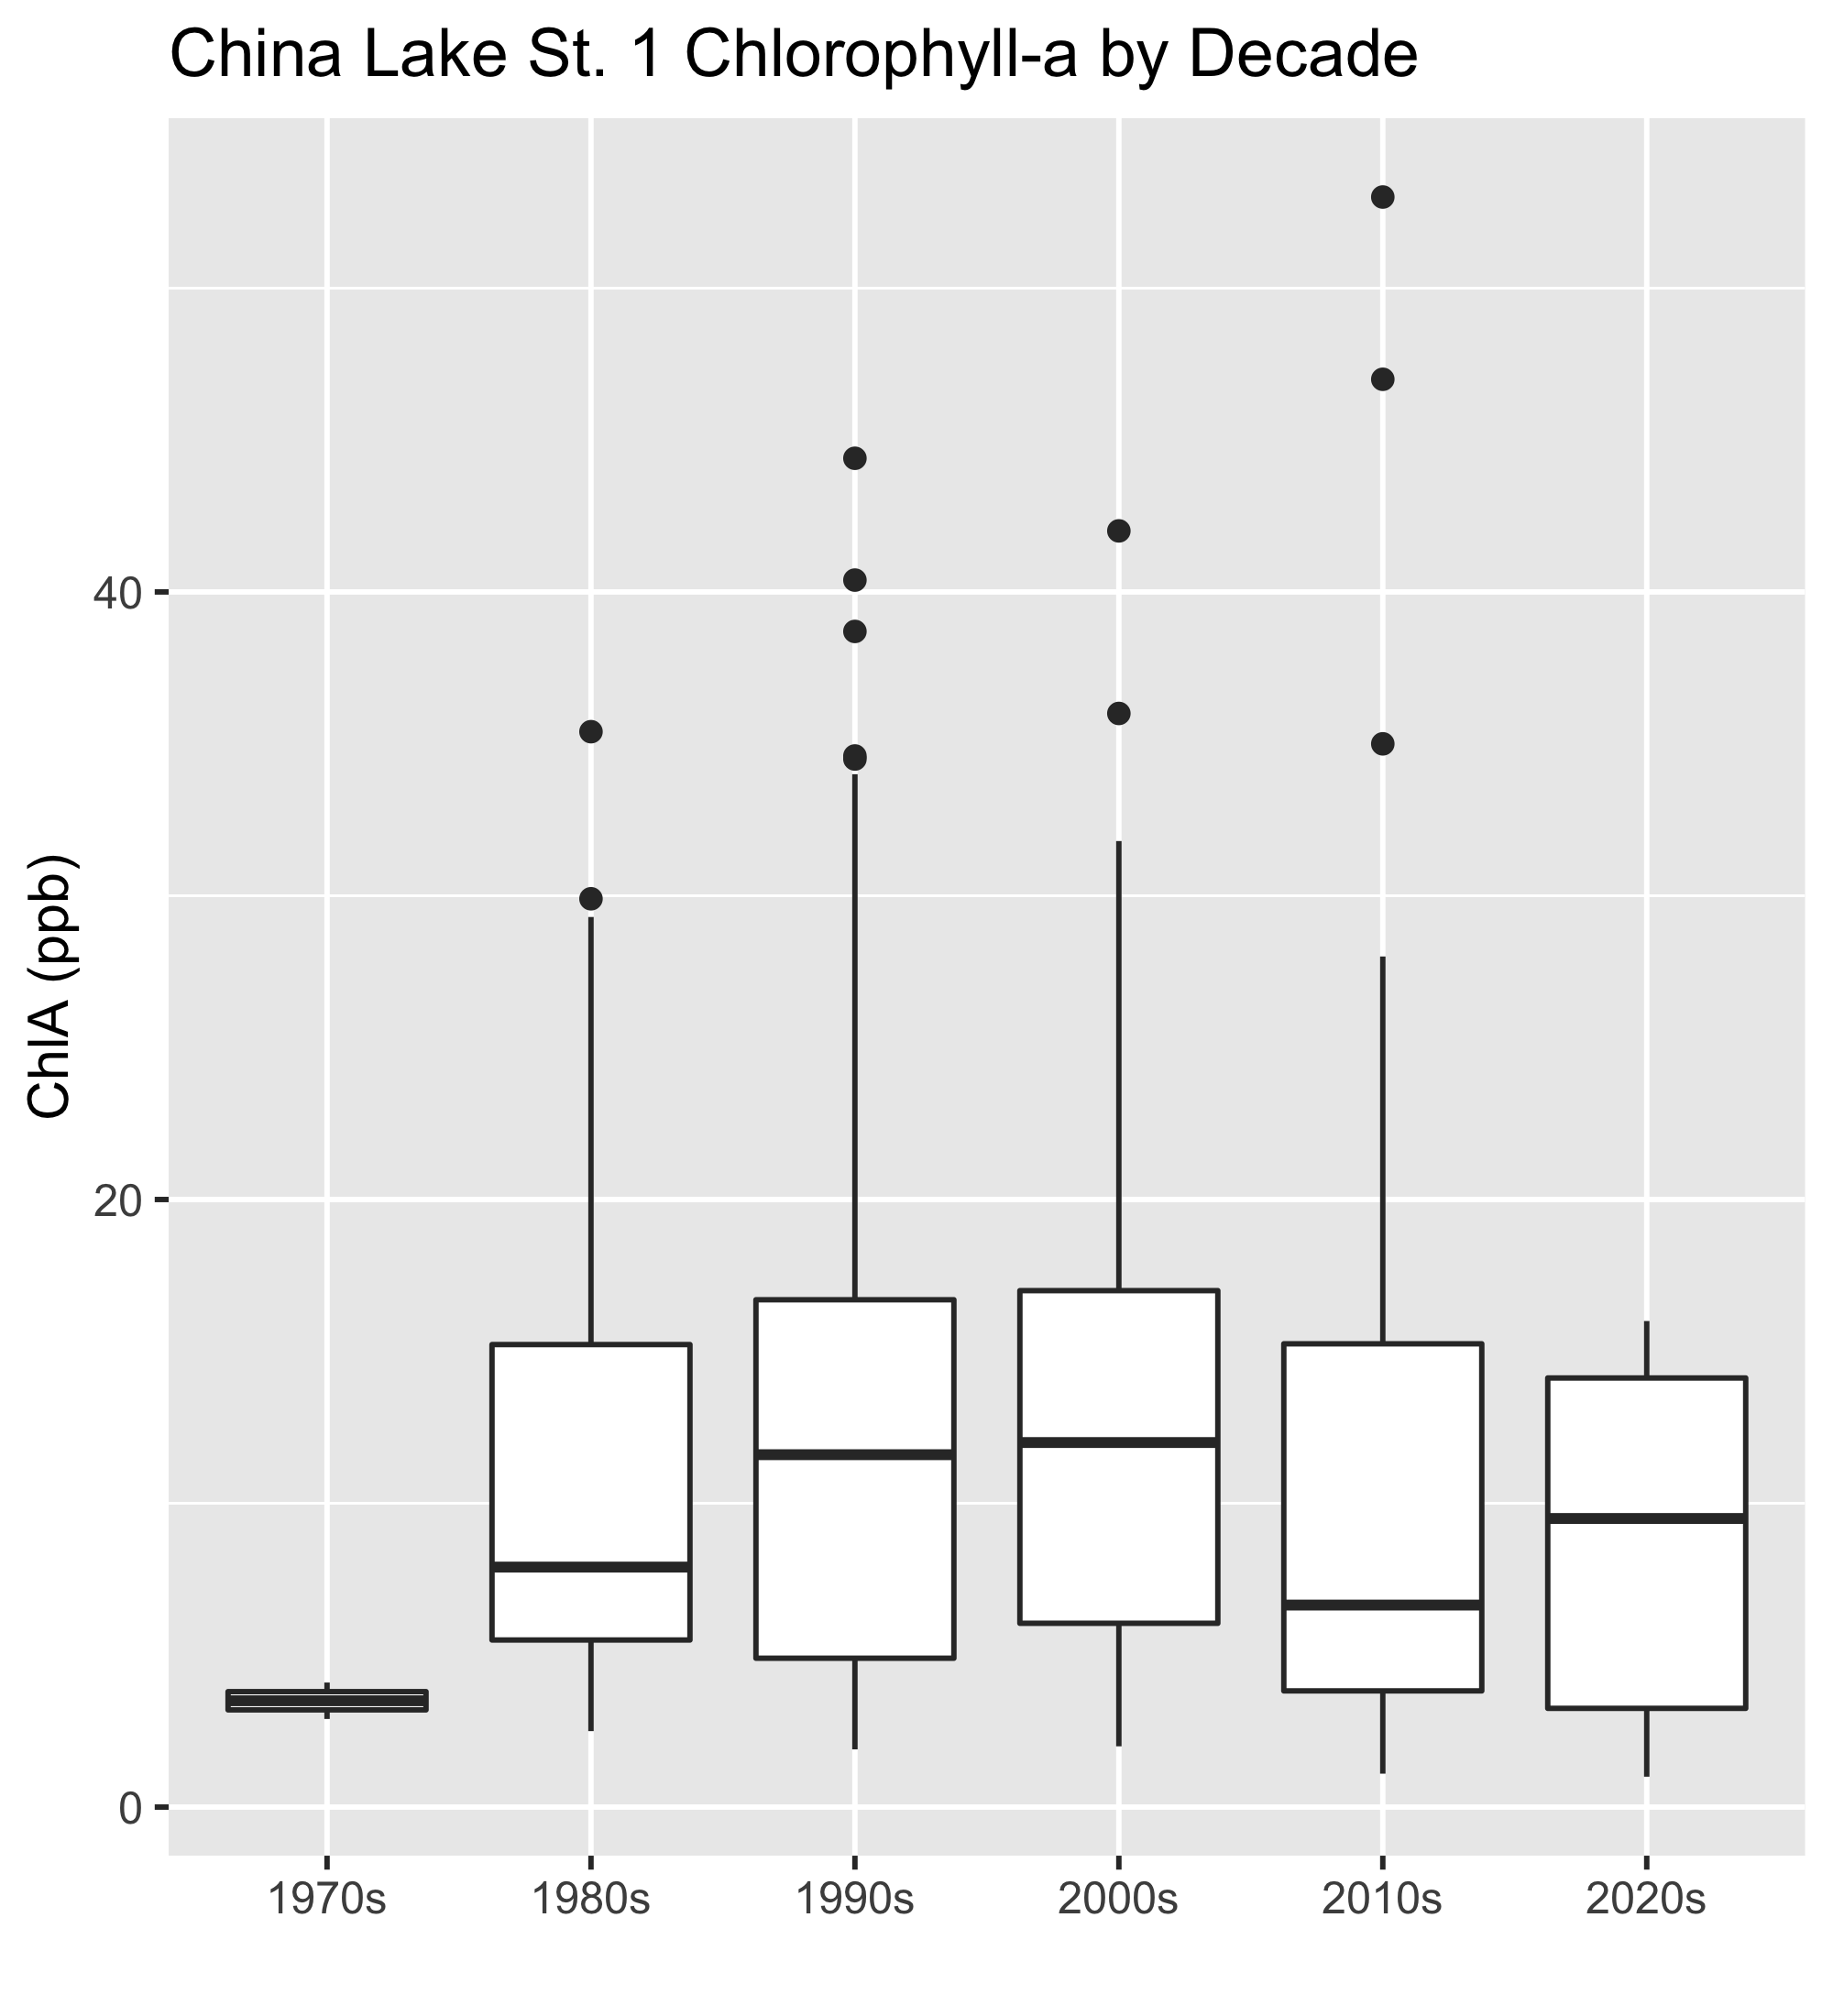 China Lake St. 1 Chlorophyll-a by Decade
ChlA (ppb)
40
20
0
1970s 1980s 1990s 2000s 2010s 2020s